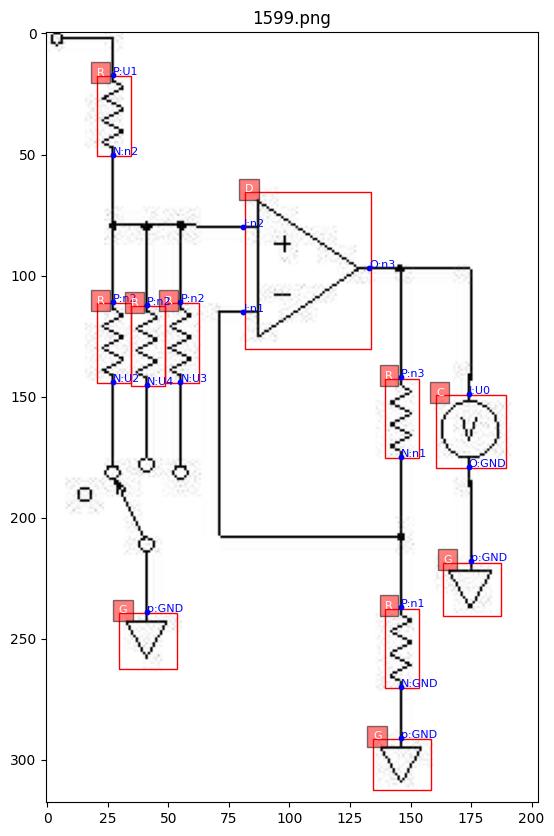 1599.png
0
R P:U1
50 N:n2
D
I:n2
+
100 O:n3
−
R P:n2 R P:n2 R P:n2
I:n1
150 N:U2 N:U4 N:U3
R P:n3
C I:U0
V
N:n1 O:GND
200
G p:GND
G p:GND
R P:n1
250
N:GND
G p:GND
300
0 25 50 75 100 125 150 175 200